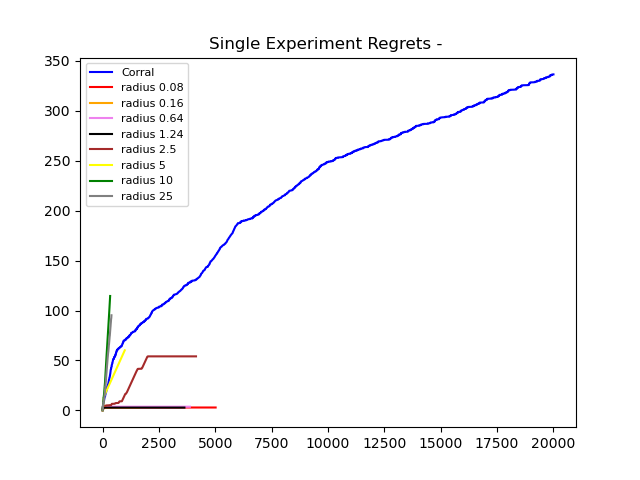 Single Experiment Regrets -
350
300
250
200
150
100
50
0
Corral
radius 0.08
radius 0.16
radius 0.64
radius 1.24
radius 2.5
radius 5
radius 10
radius 25
0 2500 5000 7500 10000 12500 15000 17500 20000